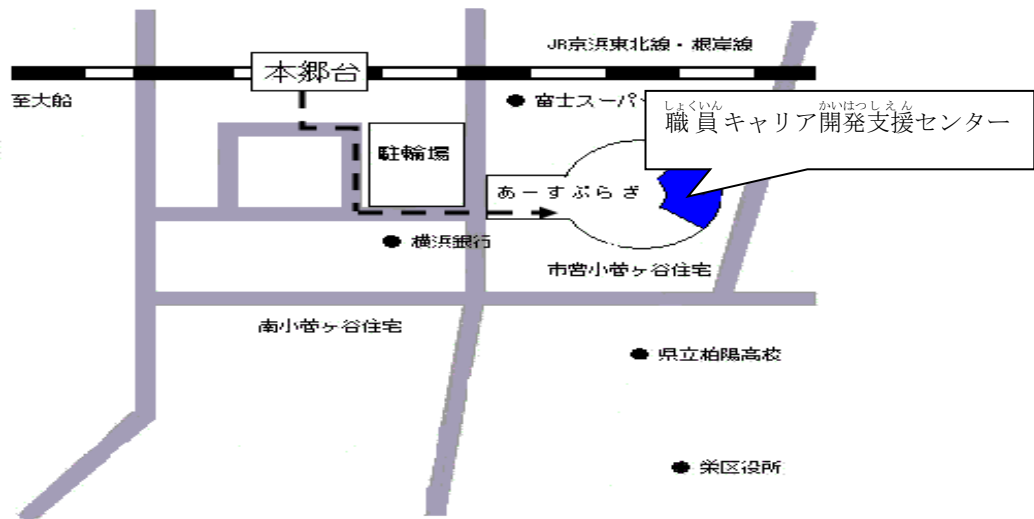 JR京浜東北線・根岸線
本郷台
至大船
富士スーパ
しょくいん かいはつしえん
職員キャリア開発支援センター
駐輪場
あーすぷらざ
横浜銀行
市営小菅ヶ谷住宅
南小菅ヶ谷住宅
県立柏陽高校
栄区役所